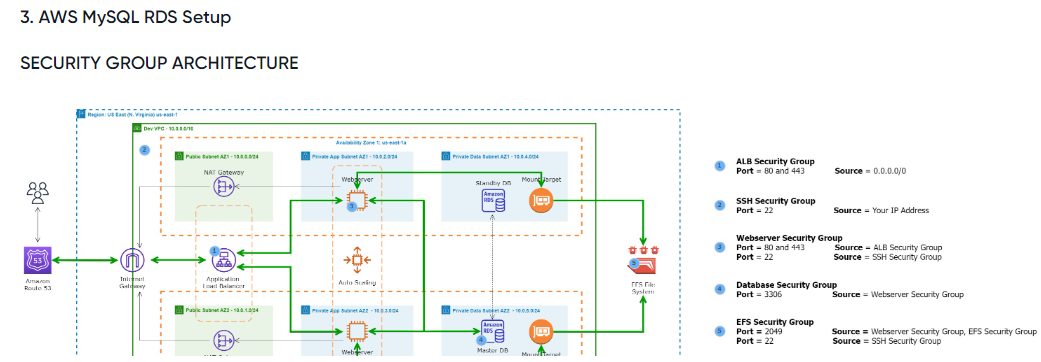 3. AWS MySQL RDS Setup
SECURITY GROUP ARCHITECTURE
Region: US East (N. Virginia) us-east-1
Dev VPC - 10.0.0.0/16
Availability Zone 1: us-east-1a
2
Public Subnet AZ1 - 10.0.0.0/24
Private App Subnet AZ1 - 10.0.2.0/24
Private Data Subnet AZ1 - 10.0.4.0/24
NAT Gateway
Webserver
3
Standby DB
Amazon
RDS
Mount Target
53
Amazon
Route 53
Internet
Gateway
1
Application
Load Balancer
Auto Scaling
5
EFS File
System
Public Subnet AZ2 - 10.0.1.0/24
Private App Subnet AZ2 - 10.0.3.0/24
Private Data Subnet AZ2 - 10.0.5.0/24
Webserver
Amazon
RDS
4
Master DB
Mount Target
1
ALB Security Group
Port = 80 and 443 Source = 0.0.0.0/0
2
SSH Security Group
Port = 22 Source = Your IP Address
3
Webserver Security Group
Port = 80 and 443 Source = ALB Security Group
Port = 22 Source = SSH Security Group
4
Database Security Group
Port = 3306 Source = Webserver Security Group
5
EFS Security Group
Port = 2049 Source = Webserver Security Group, EFS Security Group
Port = 22 Source = SSH Security Group